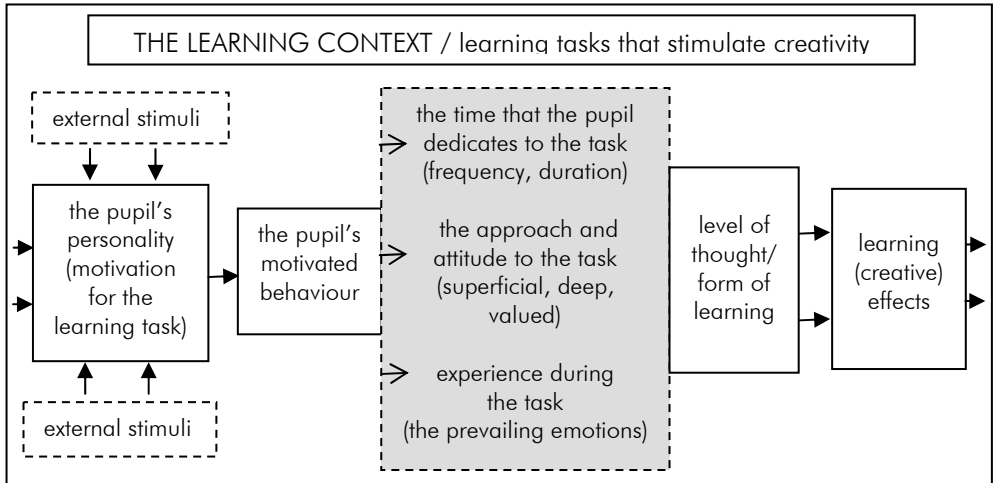 THE LEARNING CONTEXT / learning tasks that stimulate creativity
external stimuli
the pupil's
personality
(motivation
for the
learning task)
external stimuli
the pupil's
motivated
behaviour
the time that the pupil
dedicates to the task
(frequency, duration)
the approach and
attitude to the task
(superficial, deep,
valued)
experience during
the task
(the prevailing emotions)
level of
thought/
form of
learning
learning
(creative)
effects